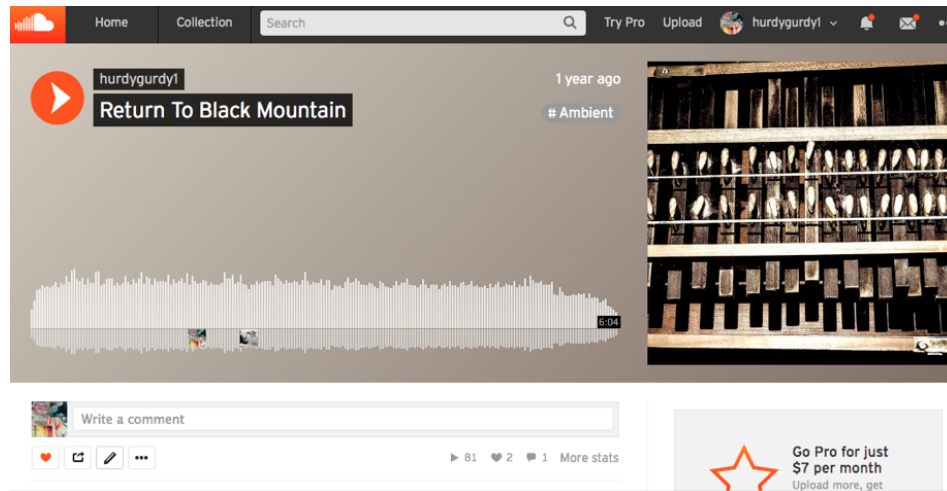 Home Collection Search Try Pro Upload hurdygurdy1
hurdygurdy1
1 year ago
Return To Black Mountain
# Ambient
6:04
Write a comment
81 2 1 More stats
Go Pro for just
$7 per month
Upload more, get